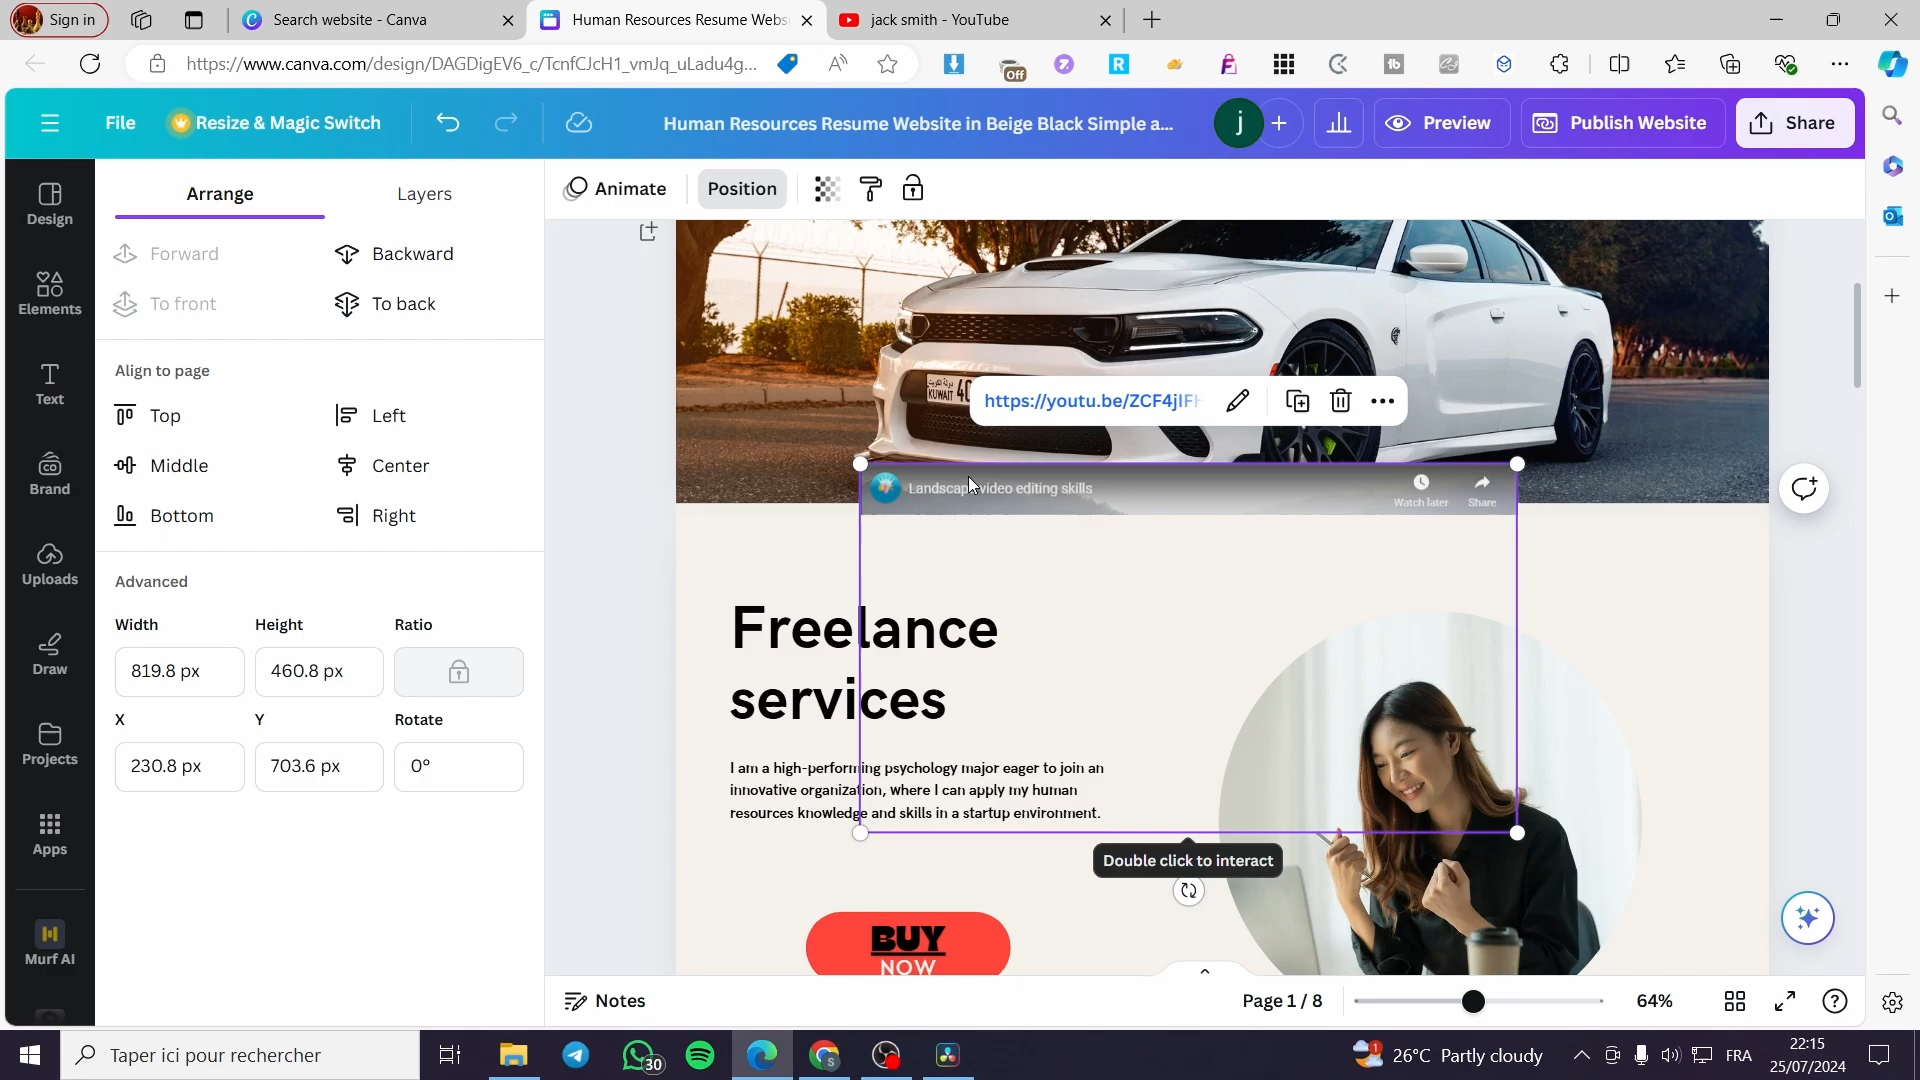 Sign in
Search website - Canva
Human Resources Resume Webs
jack smith - YouTube
https://www.canva.com/design/DAGDigEV6_c/TcnfCJcH1_vmJq_uLadu4g...
Off
File
Resize & Magic Switch
Human Resources Resume Website in Beige Black Simple a...
j
Preview
Publish Website
Share
Design
Elements
Text
Brand
Uploads
Draw
Projects
Apps
Murf AI
Arrange
Layers
Forward
Backward
To front
To back
Align to page
Top
Left
Middle
Center
Bottom
Right
Advanced
Width
Height
Ratio
819.8 px
460.8 px
X
Y
Rotate
230.8 px
703.6 px
0°
Animate
Position
KUWAIT 40
https://youtu.be/ZCF4jIFH
Landscape video editing skills
Watch later
Share
Freelance
services
I am a high-performing psychology major eager to join an
innovative organization, where I can apply my human
resources knowledge and skills in a startup environment.
Double click to interact
BUY
NOW
Notes
Page 1 / 8
64%
Taper ici pour rechercher
30
26°C Partly cloudy
FRA
22:15
25/07/2024